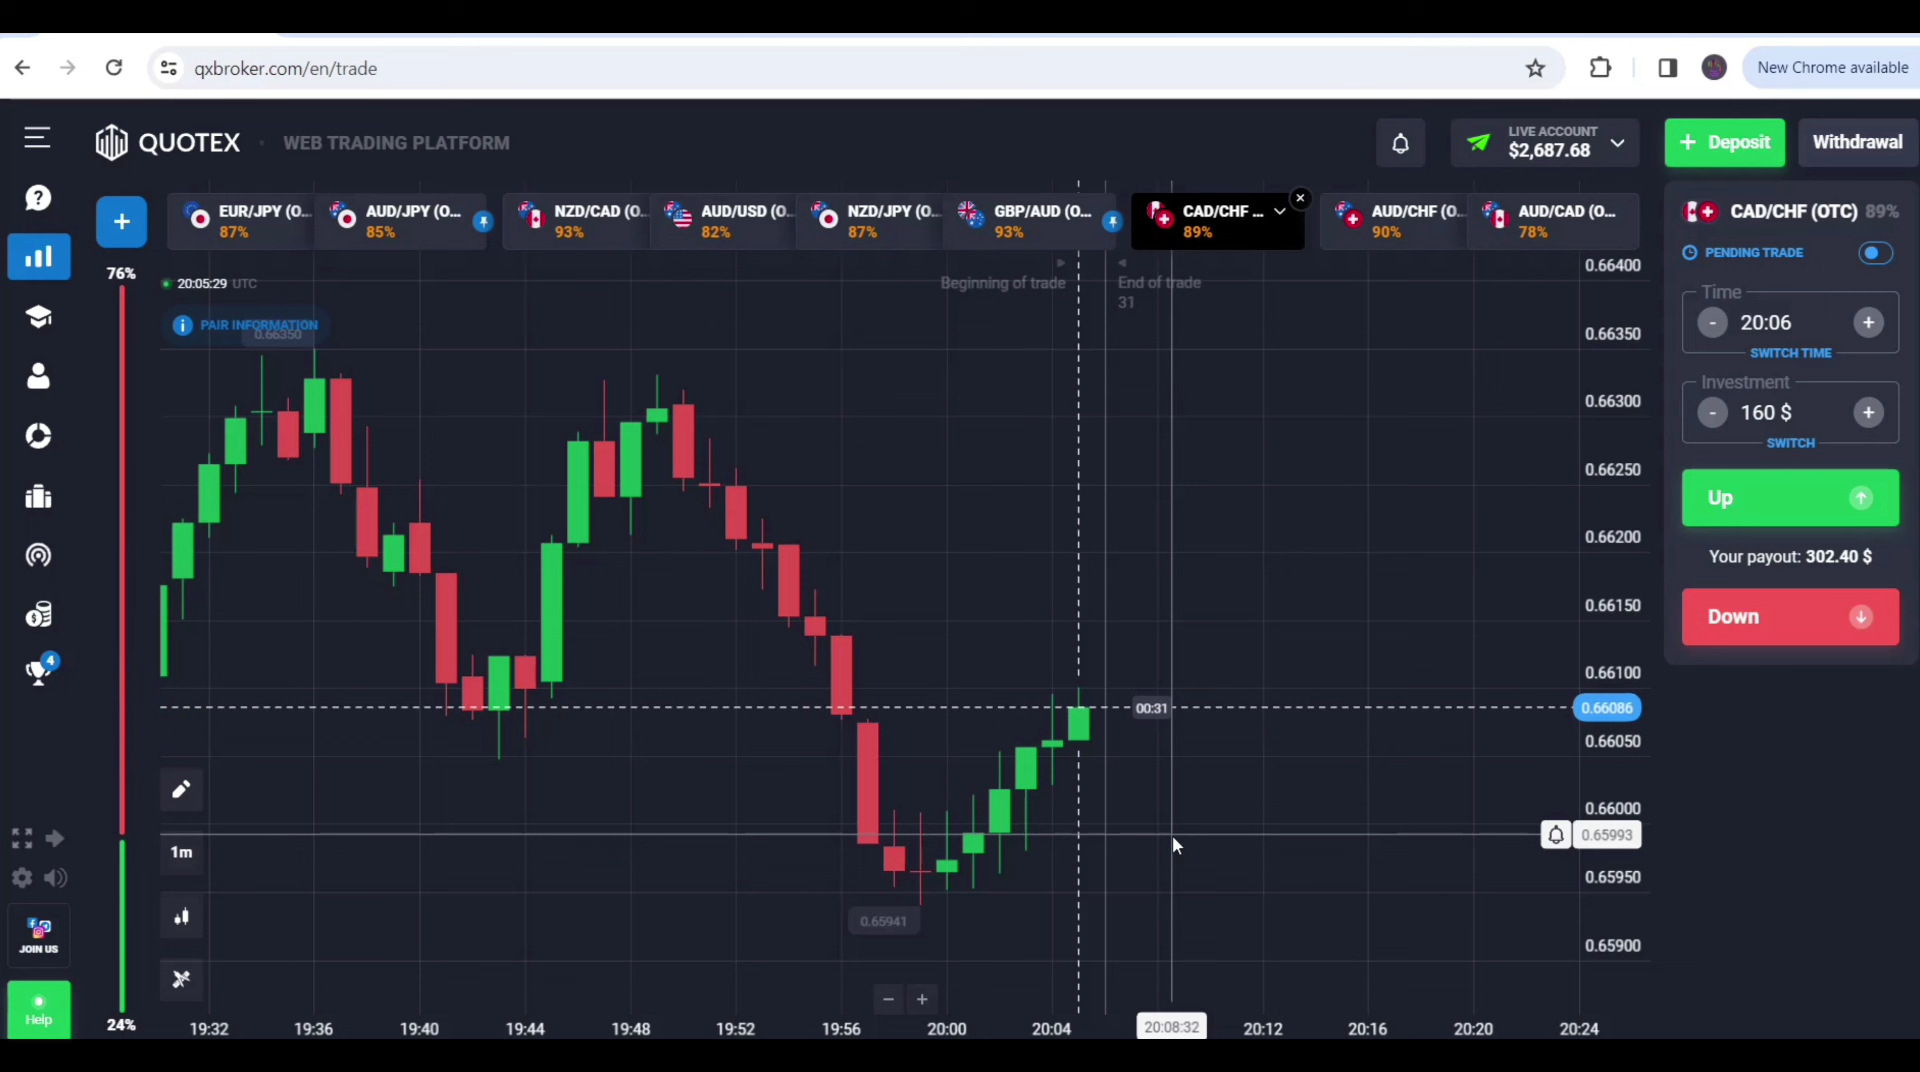 qxbroker.com/en/trade
New Chrome available
QUOTEX
WEB TRADING PLATFORM
LIVE ACCOUNT
$2,687.68
+ Deposit
Withdrawal
+
EUR/JPY (O...
87%
AUD/JPY (O...
85%
NZD/CAD (O...
93%
AUD/USD (O...
82%
NZD/JPY (O...
87%
GBP/AUD (O...
93%
CAD/CHF ...
89%
AUD/CHF (O...
90%
AUD/CAD (O...
78%
CAD/CHF (OTC) 89%
76%
20:05:29 UTC
PAIR INFORMATION
0.66350
Beginning of trade
End of trade
31
PENDING TRADE
Time
- 20:06 +
SWITCH TIME
Investment
- 160 $ +
SWITCH
Up
Your payout: 302.40 $
Down
0.66400
0.66350
0.66300
0.66250
0.66200
0.66150
0.66100
00:31
0.66086
0.66050
0.66000
0.65993
0.65950
0.65941
0.65900
4
1m
JOIN US
Help
24%
19:32
19:36
19:40
19:44
19:48
19:52
19:56
20:00
20:04
20:08:32
20:12
20:16
20:20
20:24